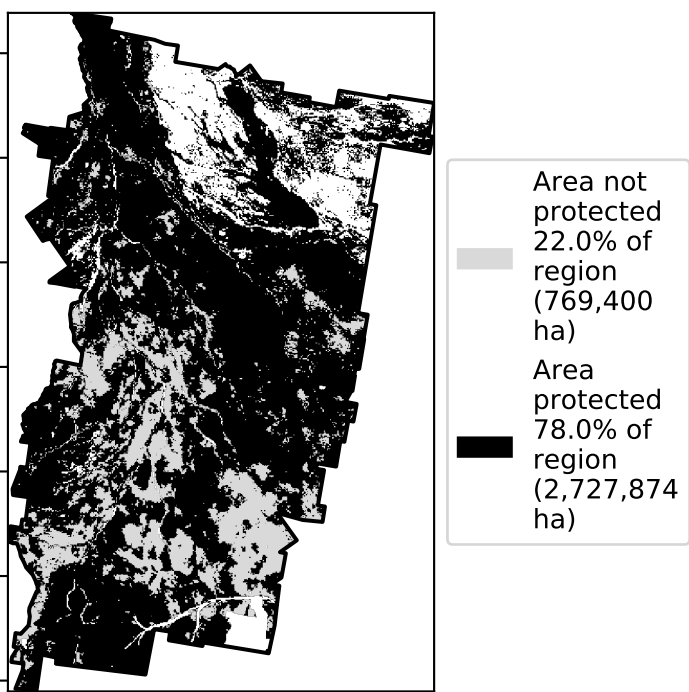 Area not
protected
22.0% of
region
(769,400
ha)
Area
protected
78.0% of
region
(2,727,874
ha)